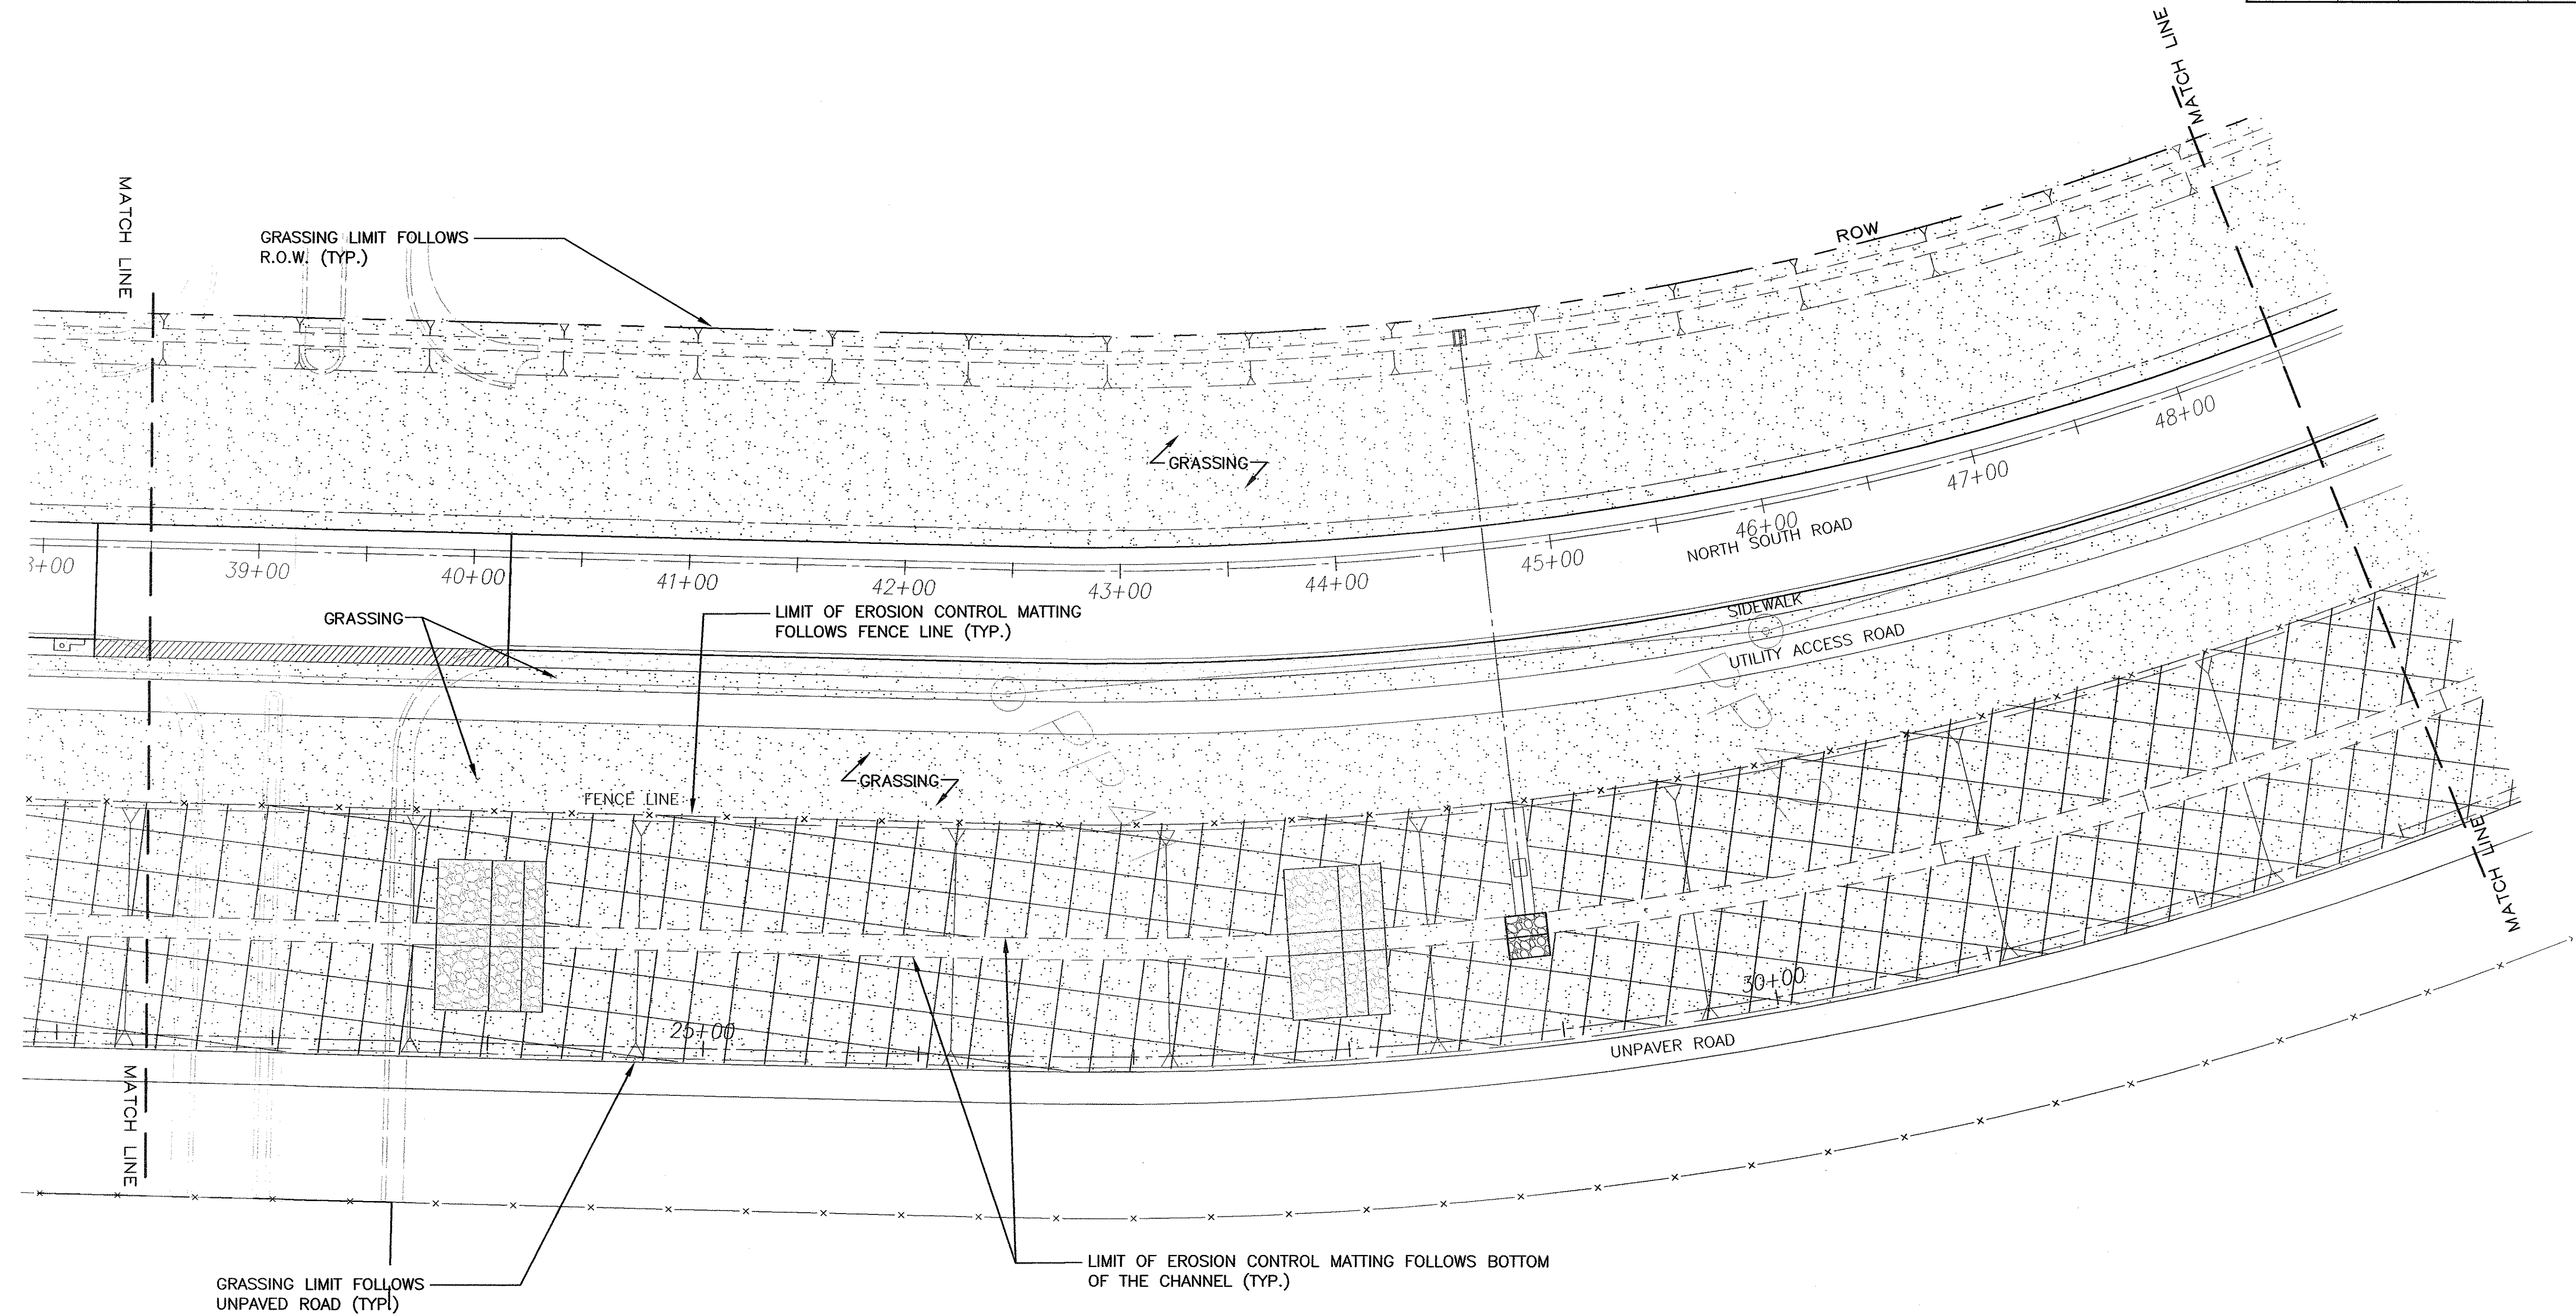 MATCH LINE
MATCH LINE
GRASSING LIMIT FOLLOWS
R.O.W. (TYP.)
ROW
GRASSING
48+00
47+00
46+00
NORTH SOUTH ROAD
45+00
44+00
43+00
42+00
41+00
40+00
39+00
8+00
GRASSING
LIMIT OF EROSION CONTROL MATTING
FOLLOWS FENCE LINE (TYP.)
SIDEWALK
UTILITY ACCESS ROAD
GRASSING
FENCE LINE
25+00
30+00
UNPAVER ROAD
MATCH LINE
MATCH LINE
LIMIT OF EROSION CONTROL MATTING FOLLOWS BOTTOM
OF THE CHANNEL (TYP.)
GRASSING LIMIT FOLLOWS
UNPAVED ROAD (TYP.)